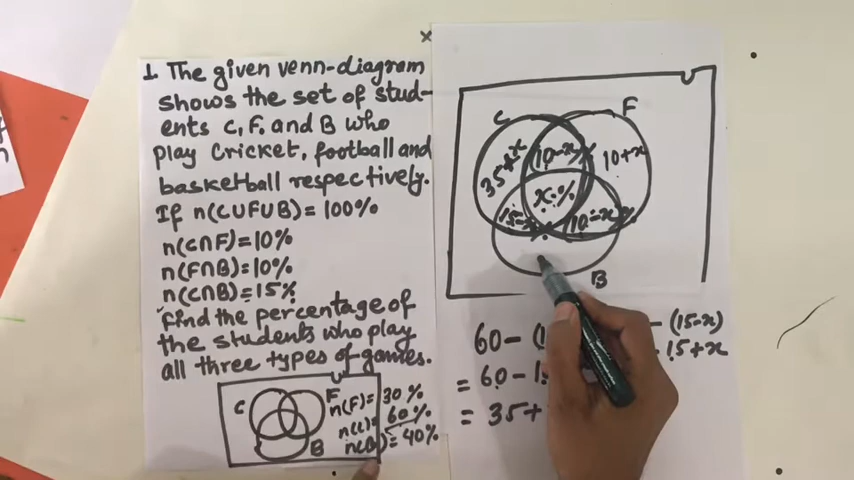 1. The given venn-diagram
shows the set of stud-
ents C, F, and B who
play Cricket, football and
basketball respectively.
If n(C∪F∪B) = 100%
n(C∩F) = 10%
n(F∩B) = 10%
n(C∩B) = 15%
Find the percentage of
the students who play
all three types of games.
C
F
B
n(F) = 30%
n(C) = 60%
n(B) = 40%
C
F
35+x
10-x%
10+x
x%
15-x%
10-x%
B
60-(1 -(15-x)
= 60-1 15+x
= 35+